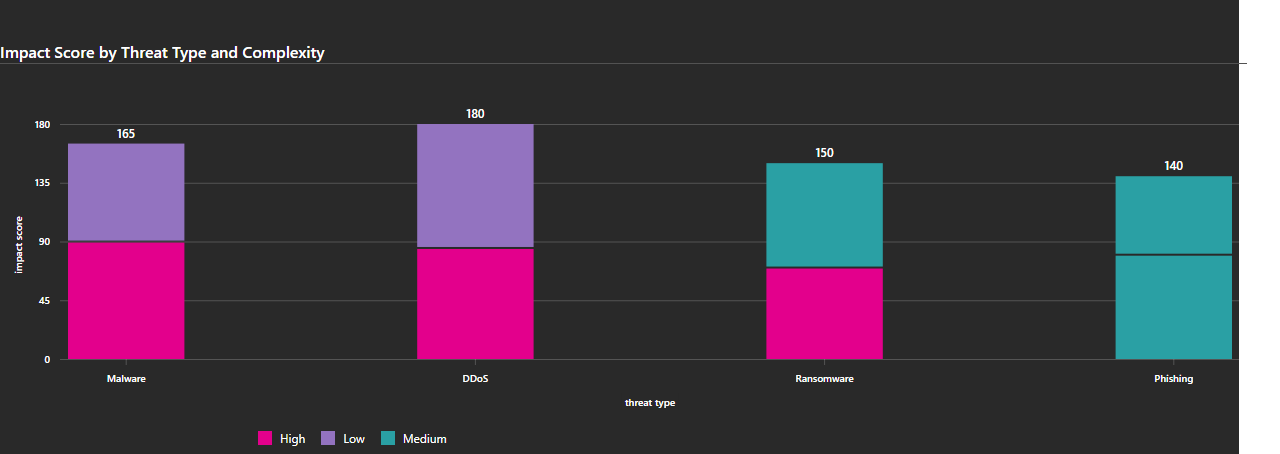 Impact Score by Threat Type and Complexity
180
165
180
150
140
135
90
45
0
impact score
Malware
DDoS
Ransomware
Phishing
threat type
High
Low
Medium